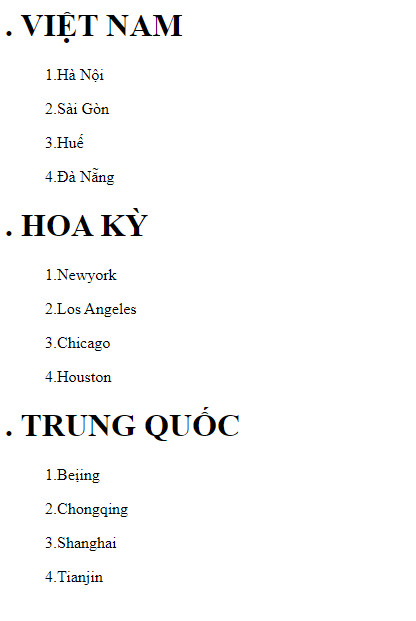 . VIỆT NAM
1.Hà Nội
2.Sài Gòn
3.Huế
4.Đà Nẵng
. HOA KỲ
1.Newyork
2.Los Angeles
3.Chicago
4.Houston
. TRUNG QUỐC
1.Beịing
2.Chongqing
3.Shanghai
4.Tianjin